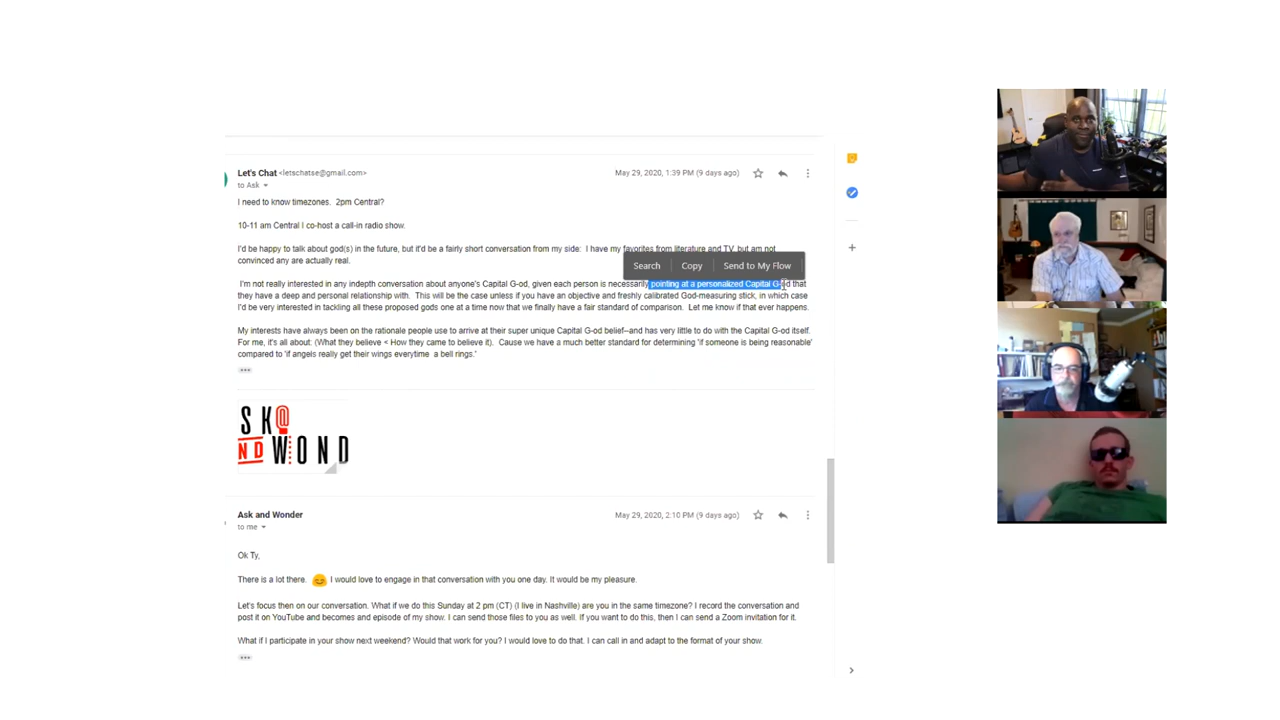 Let's Chat <letschatse@gmail.com>
May 29, 2020, 1:39 PM (9 days ago)
to Ask
I need to know timezones. 2pm Central?
10-11 am Central I co-host a call-in radio show.
I'd be happy to talk about god(s) in the future, but it'd be a fairly short conversation from my side: I have my favorites from literature and TV, but am not
convinced any are actually real.
Search Copy Send to My Flow
I'm not really interested in any indepth conversation about anyone's Capital G-od, given each person is necessarily pointing at a personalized Capital G-od that
they have a deep and personal relationship with. This will be the case unless if you have an objective and freshly calibrated God-measuring stick, in which case
I'd be very interested in tackling all these proposed gods one at a time now that we finally have a fair standard of comparison. Let me know if that ever happens.
My interests have always been on the rationale people use to arrive at their super unique Capital G-od belief--and has very little to do with the Capital G-od itself.
For me, it's all about: (What they believe < How they came to believe it). Cause we have a much better standard for determining 'if someone is being reasonable'
compared to 'if angels really get their wings everytime a bell rings.'
SK@
ND WOND
Ask and Wonder
May 29, 2020, 2:10 PM (9 days ago)
to me
Ok Ty,
There is a lot there. 😊 I would love to engage in that conversation with you one day. It would be my pleasure.
Let's focus then on our conversation. What if we do this Sunday at 2 pm (CT) (I live in Nashville) are you in the same timezone? I record the conversation and
post it on YouTube and becomes and episode of my show. I can send those files to you as well. If you want to do this, then I can send a Zoom invitation for it.
What if I participate in your show next weekend? Would that work for you? I would love to do that. I can call in and adapt to the format of your show.